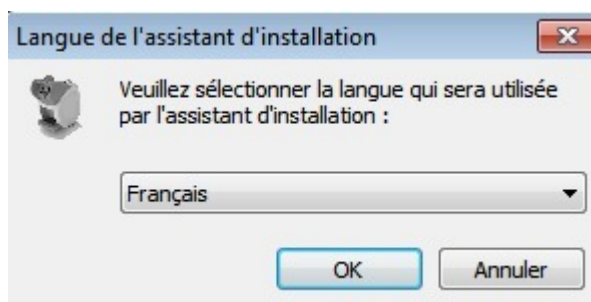 Langue de l'assistant d'installation
Veuillez sélectionner la langue qui sera utilisée
par l'assistant d'installation :
Français
OK
Annuler